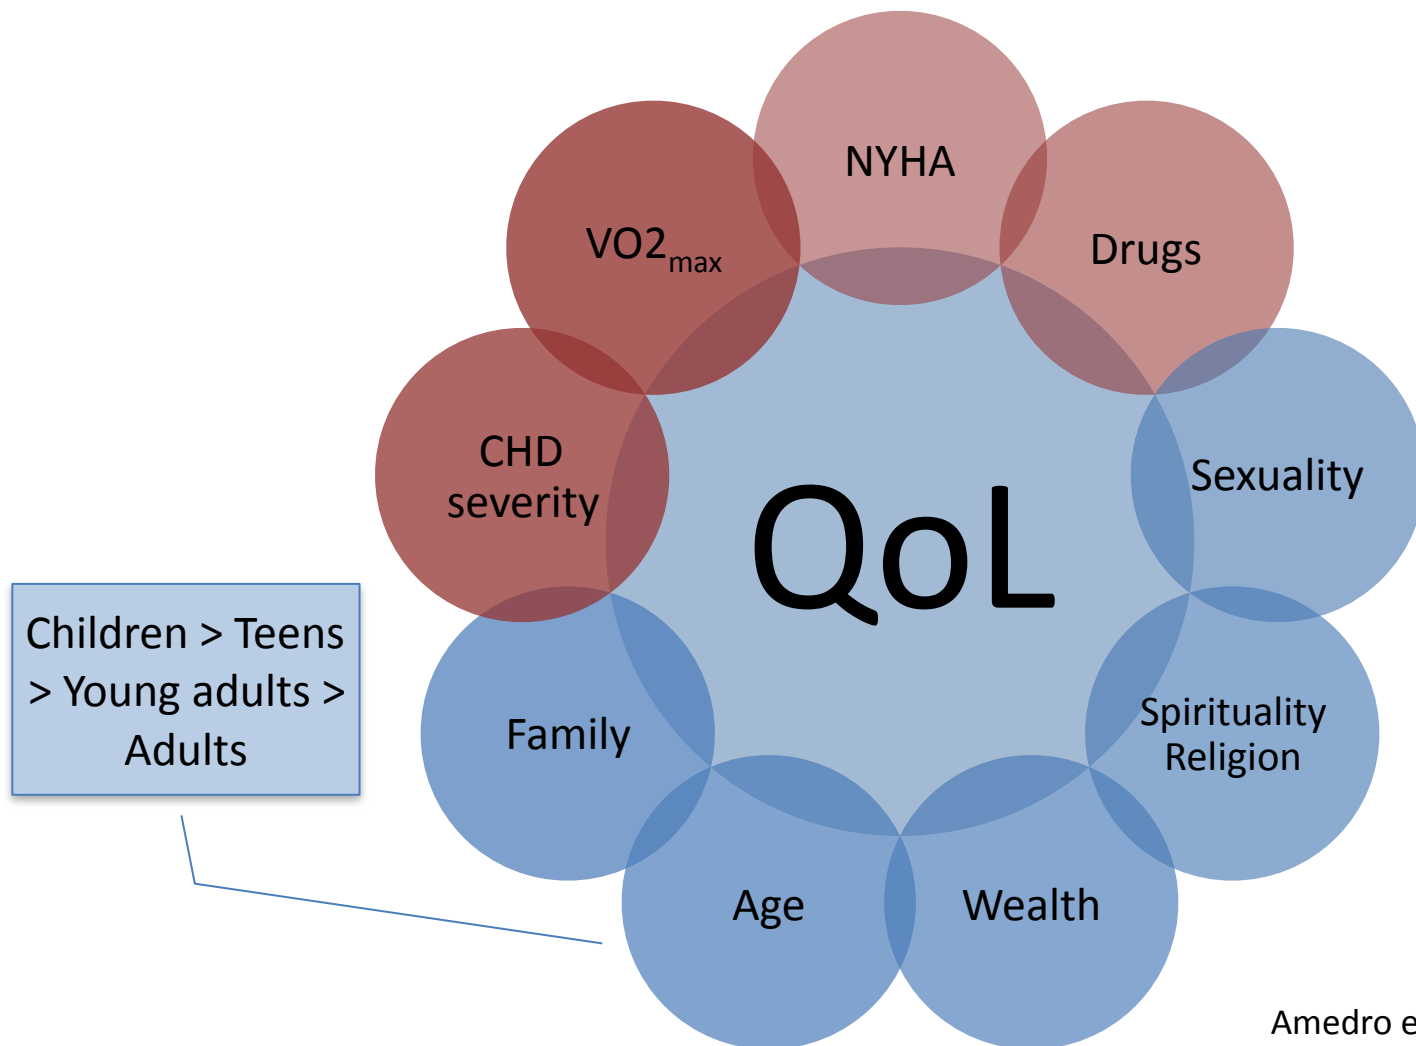 NYHA
VO2max
Drugs
CHD
severity
Sexuality
QoL
Children > Teens
> Young adults >
Adults
Family
Spirituality
Religion
Age
Wealth
Amedro e